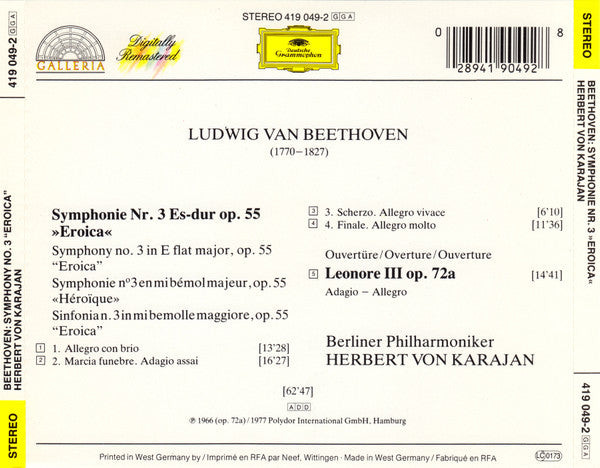 STEREO 419 049-2 GGA
GALLERIA
Digitally
Remastered
Deutsche
Grammophon
0 28941 90492 8
LUDWIG VAN BEETHOVEN
(1770–1827)
Symphonie Nr. 3 Es-dur op. 55
»Eroica«
Symphony no. 3 in E flat major, op. 55
“Eroica”
Symphonie nº 3 en mi bémol majeur, op. 55
«Héroïque»
Sinfonia n. 3 in mi bemolle maggiore, op. 55
“Eroica”
1 1. Allegro con brio [13'28]
2 2. Marcia funebre. Adagio assai [16'27]
3 3. Scherzo. Allegro vivace [6'10]
4 4. Finale. Allegro molto [11'36]
Ouvertüre/Overture/Ouverture
5 Leonore III op. 72a [14'41]
Adagio – Allegro
Berliner Philharmoniker
HERBERT VON KARAJAN
[62'47]
ADD
℗ 1966 (op. 72a) / 1977 Polydor International GmbH, Hamburg
Printed in West Germany by / Imprimé en RFA par Neef, Wittingen · Made in West Germany / Fabriqué en RFA
LC 0173
STEREO
BEETHOVEN: SYMPHONY NO. 3 “EROICA”
HERBERT VON KARAJAN
419 049-2 GGA
STEREO
BEETHOVEN: SYMPHONIE NR. 3 »EROICA«
HERBERT VON KARAJAN
419 049-2 GGA